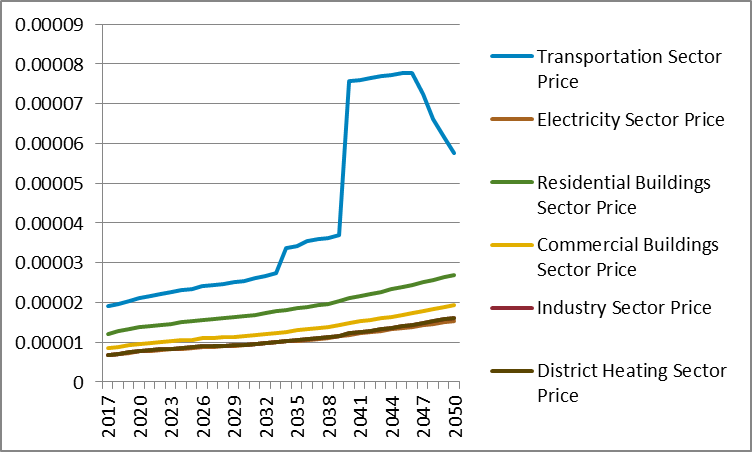 0.00009
0.00008
0.00007
0.00006
0.00005
0.00004
0.00003
0.00002
0.00001
0
2017
2020
2023
2026
2029
2032
2035
2038
2041
2044
2047
2050
Transportation Sector
Price
Electricity Sector Price
Residential Buildings
Sector Price
Commercial Buildings
Sector Price
Industry Sector Price
District Heating Sector
Price